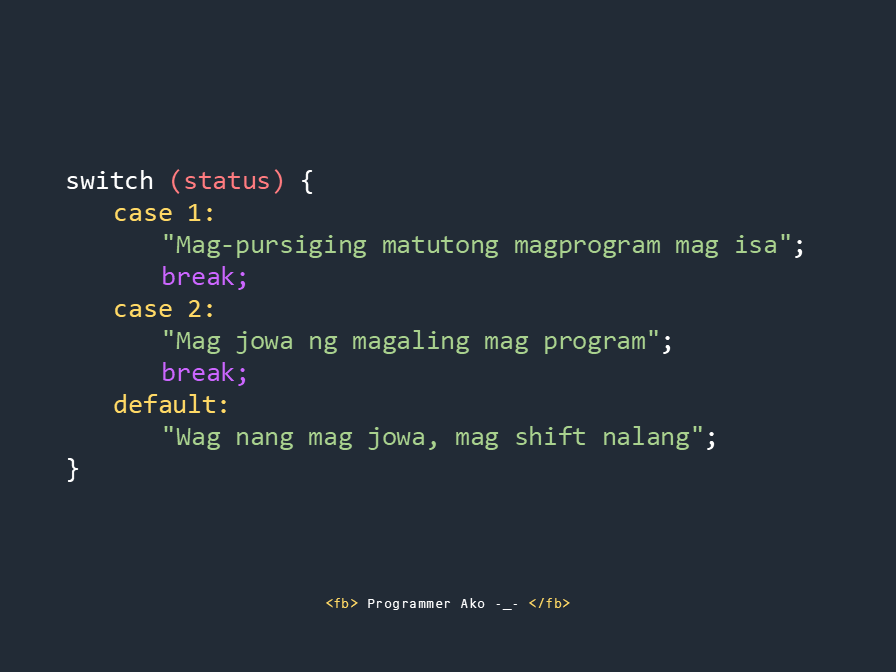 switch (status) {
case 1:
"Mag-pursiging matutong magprogram mag isa";
break;
case 2:
"Mag jowa ng magaling mag program";
break;
default:
"Wag nang mag jowa, mag shift nalang";
}
<fb> Programmer Ako -_- </fb>